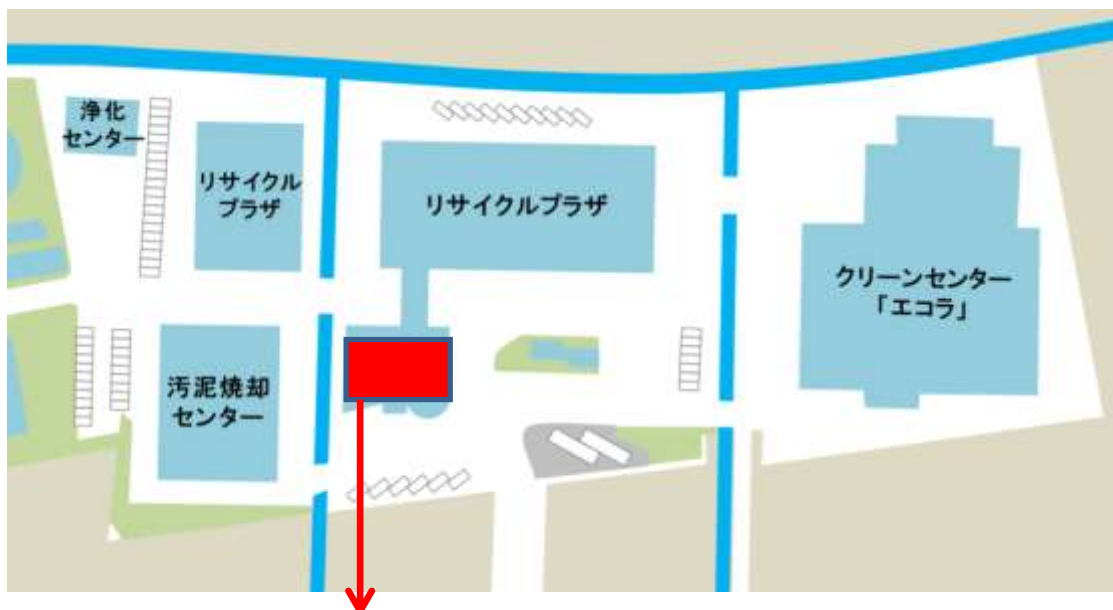 浄化
センター
リサイクル
プラザ
リサイクルプラザ
クリーンセンター
「エコラ」
汚泥焼却
センター